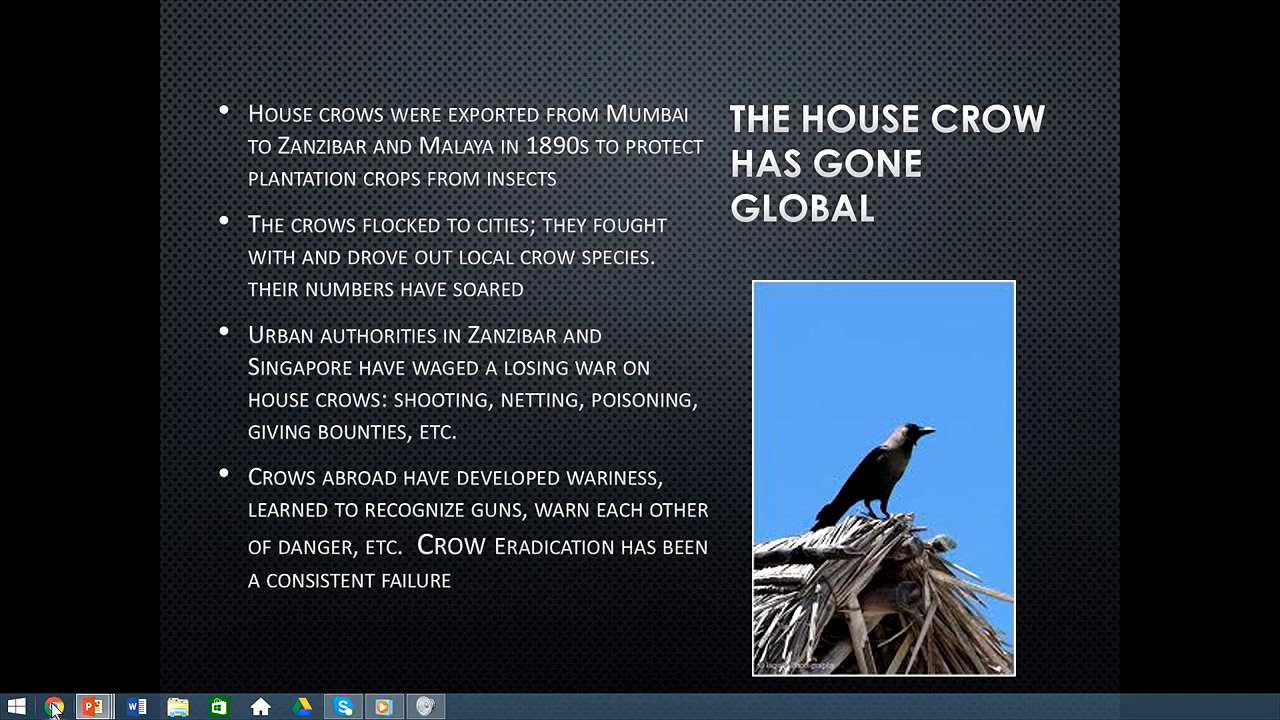 • House crows were exported from Mumbai
to Zanzibar and Malaya in 1890s to protect
plantation crops from insects
• The crows flocked to cities; they fought
with and drove out local crow species.
their numbers have soared
• Urban authorities in Zanzibar and
Singapore have waged a losing war on
house crows: shooting, netting, poisoning,
giving bounties, etc.
• Crows abroad have developed wariness,
learned to recognize guns, warn each other
of danger, etc. Crow Eradication has been
a consistent failure
THE HOUSE CROW
HAS GONE
GLOBAL